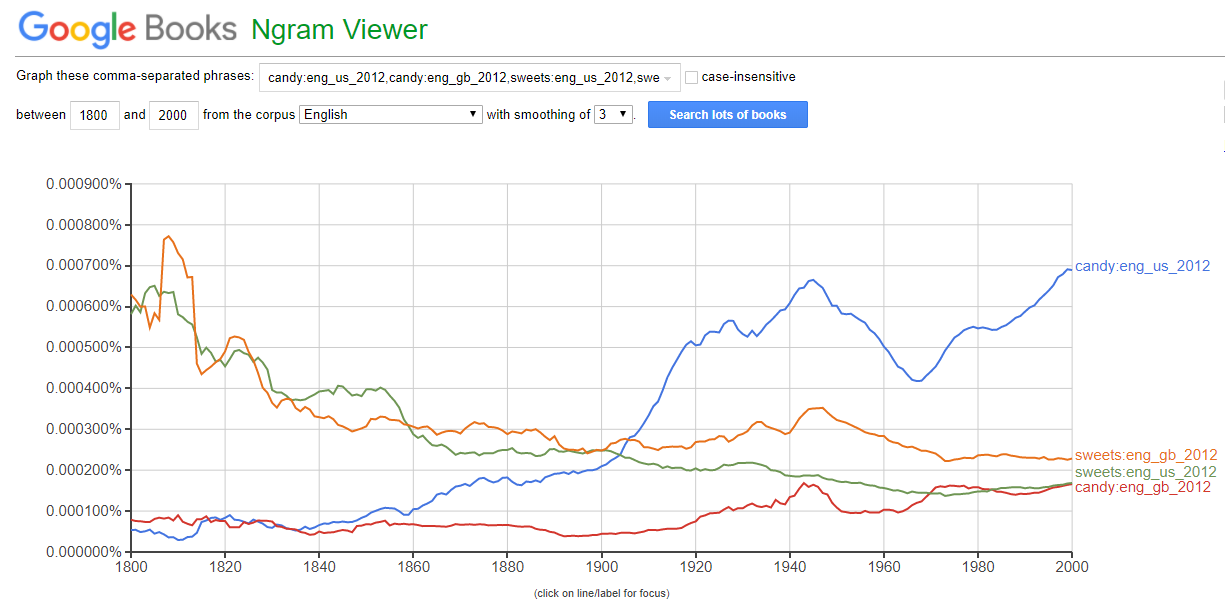 Google Books Ngram Viewer
Graph these comma-separated phrases: candy:eng_us_2012,candy:eng_gb_2012,sweets:eng_us_2012,swe case-insensitive
between 1800 and 2000 from the corpus English with smoothing of 3 .
Search lots of books
0.000900%
0.000800%
0.000700%
candy:eng_us_2012
0.000600%
0.000500%
0.000400%
0.000300%
sweets:eng_gb_2012
0.000200%
sweets:eng_us_2012
candy:eng_gb_2012
0.000100%
0.000000%
1800 1820 1840 1860 1880 1900 1920 1940 1960 1980 2000
(click on line/label for focus)